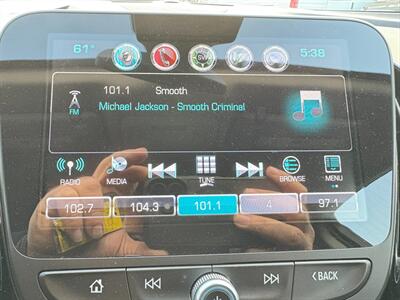 61°
5:38
101.1 Smooth
Michael Jackson - Smooth Criminal
FM
RADIO
MEDIA
TUNE
BROWSE
MENU
102.7
104.3
101.1
4
97.1
BACK